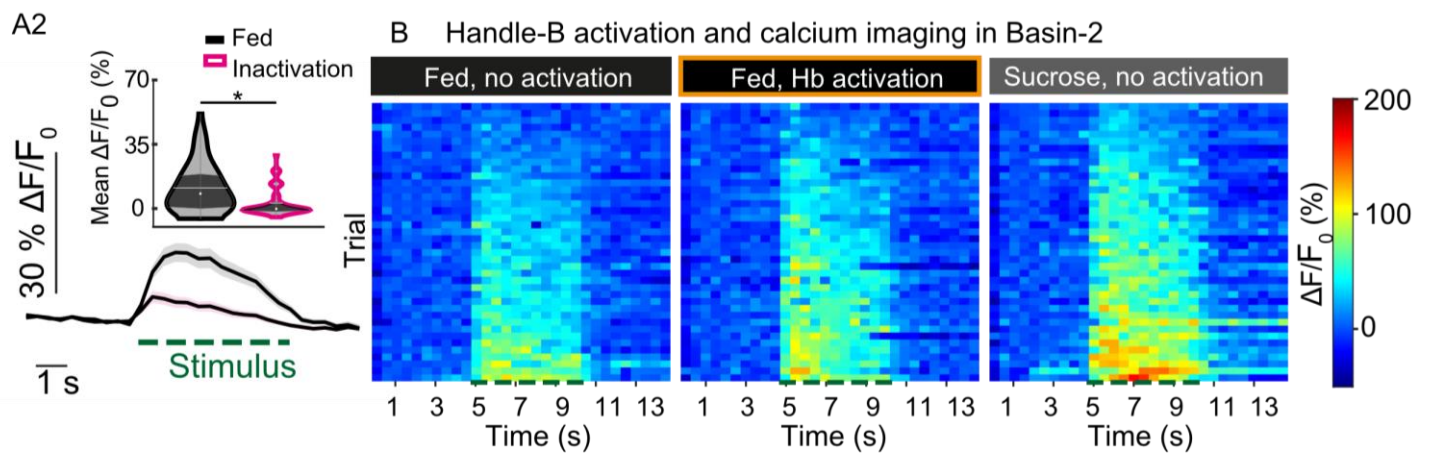 A2
Fed
Inactivation
Mean ΔF/F0 (%)
70
35
0
*
30 % ΔF/F0
1 s
Stimulus
B Handle-B activation and calcium imaging in Basin-2
Fed, no activation
Fed, Hb activation
Sucrose, no activation
Trial
1 3 5 7 9 11 13
Time (s)
1 3 5 7 9 11 13
Time (s)
1 3 5 7 9 11 13
Time (s)
200
100
0
ΔF/F0 (%)